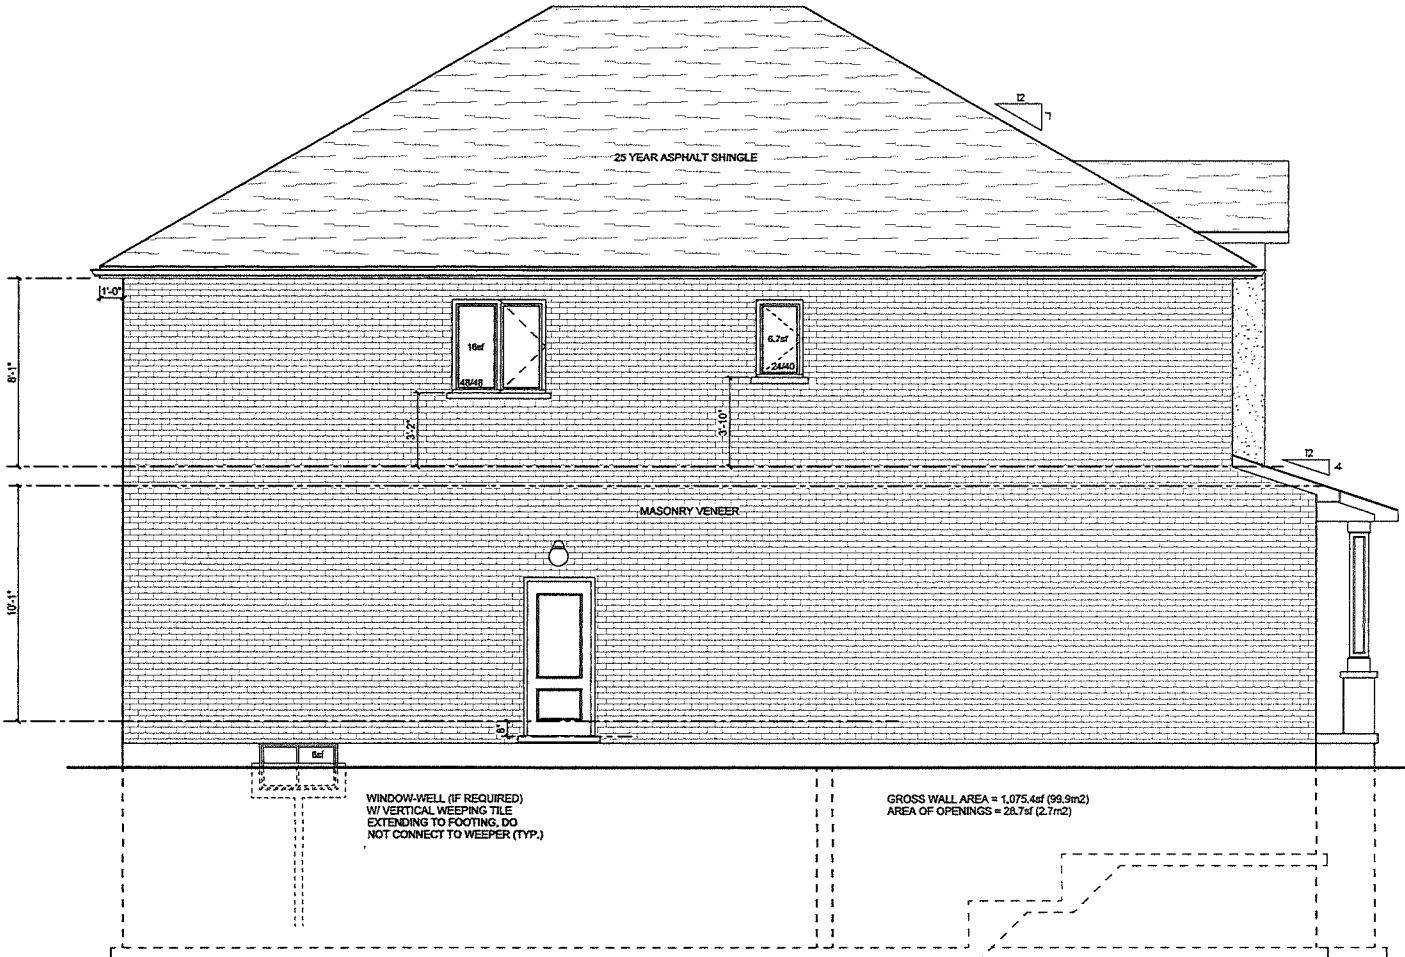 12
7
25 YEAR ASPHALT SHINGLE
1'-0"
16sf
48/48
6.7sf
24/40
8'-1"
3'-2"
3'-10"
12
4
MASONRY VENEER
10'-1"
8"
6sf
WINDOW-WELL (IF REQUIRED)
W/ VERTICAL WEEPING TILE
EXTENDING TO FOOTING, DO
NOT CONNECT TO WEEPER (TYP.)
GROSS WALL AREA = 1,075.4sf (99.9m2)
AREA OF OPENINGS = 28.7sf (2.7m2)